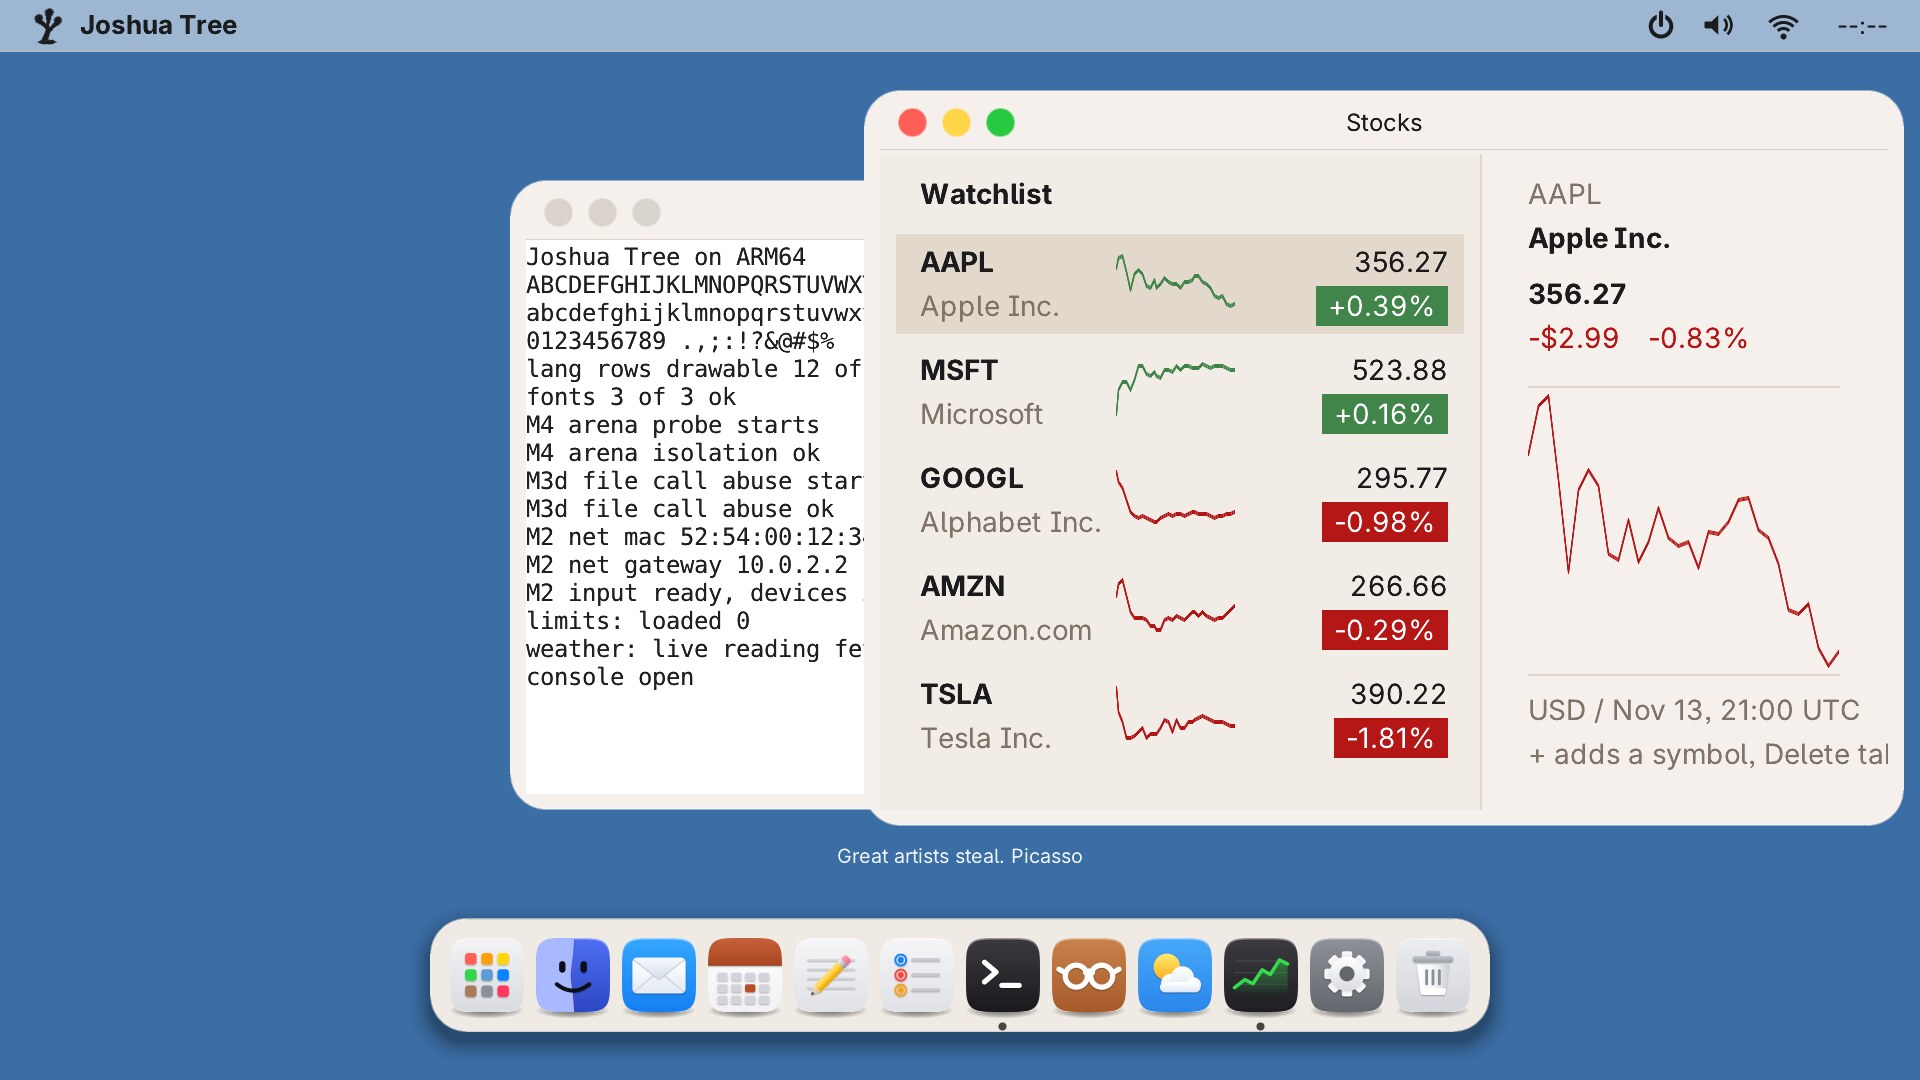 Joshua Tree
--:--
Joshua Tree on ARM64
ABCDEFGHIJKLMNOPQRSTUVWX
abcdefghijklmnopqrstuvwx
0123456789 .,;:!?&@#$%
lang rows drawable 12 of
fonts 3 of 3 ok
M4 arena probe starts
M4 arena isolation ok
M3d file call abuse star
M3d file call abuse ok
M2 net mac 52:54:00:12:3
M2 net gateway 10.0.2.2
M2 input ready, devices
limits: loaded 0
weather: live reading fe
console open
Stocks
Watchlist
AAPL 356.27
Apple Inc. +0.39%
MSFT 523.88
Microsoft +0.16%
GOOGL 295.77
Alphabet Inc. -0.98%
AMZN 266.66
Amazon.com -0.29%
TSLA 390.22
Tesla Inc. -1.81%
AAPL
Apple Inc.
356.27
-$2.99 -0.83%
USD / Nov 13, 21:00 UTC
+ adds a symbol, Delete ta
Great artists steal. Picasso